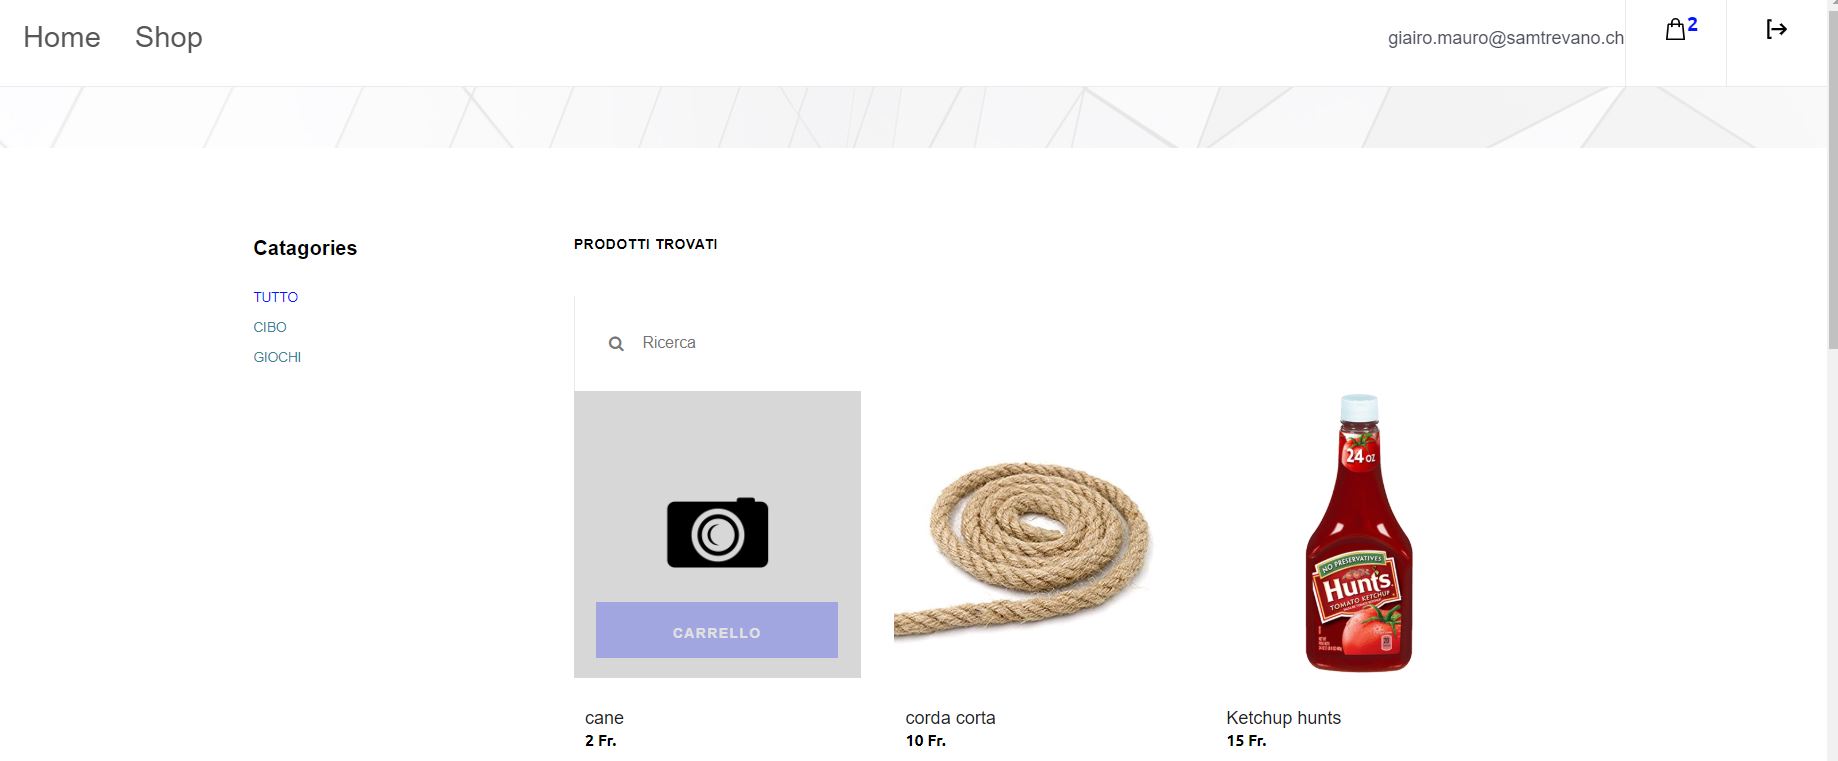 Home Shop giairo.mauro@samtrevano.ch 2
Catagories
TUTTO
CIBO
GIOCHI
PRODOTTI TROVATI
Ricerca
CARRELLO
24 OZ
NO PRESERVATIVES
Hunt's
TOMATO KETCHUP
cane
2 Fr.
corda corta
10 Fr.
Ketchup hunts
15 Fr.